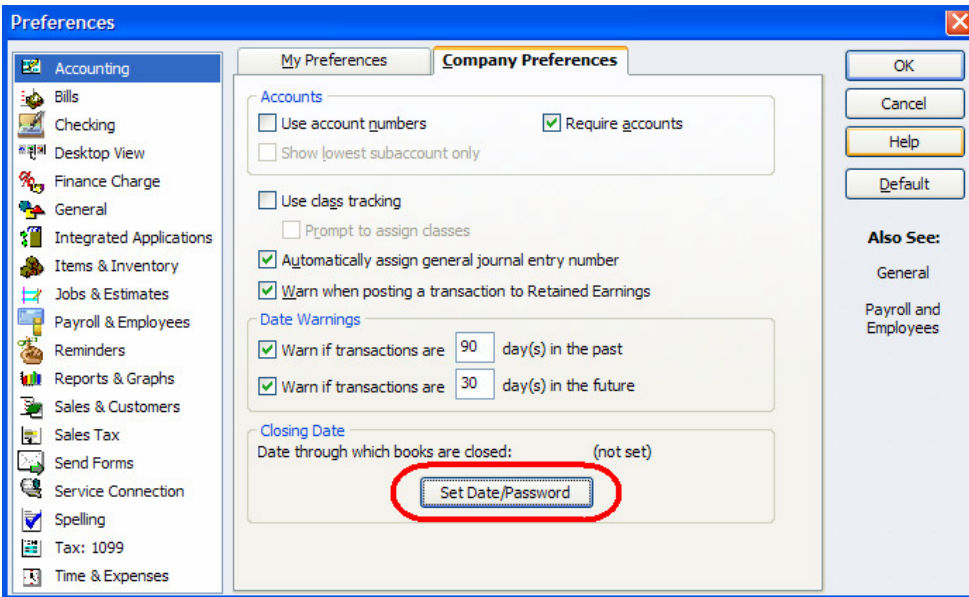 Preferences
Accounting
Bills
Checking
Desktop View
Finance Charge
General
Integrated Applications
Items & Inventory
Jobs & Estimates
Payroll & Employees
Reminders
Reports & Graphs
Sales & Customers
Sales Tax
Send Forms
Service Connection
Spelling
Tax: 1099
Time & Expenses
My Preferences
Company Preferences
Accounts
Use account numbers
Require accounts
Show lowest subaccount only
Use class tracking
Prompt to assign classes
Automatically assign general journal entry number
Warn when posting a transaction to Retained Earnings
Date Warnings
Warn if transactions are 90 day(s) in the past
Warn if transactions are 30 day(s) in the future
Closing Date
Date through which books are closed: (not set)
Set Date/Password
OK
Cancel
Help
Default
Also See:
General
Payroll and
Employees